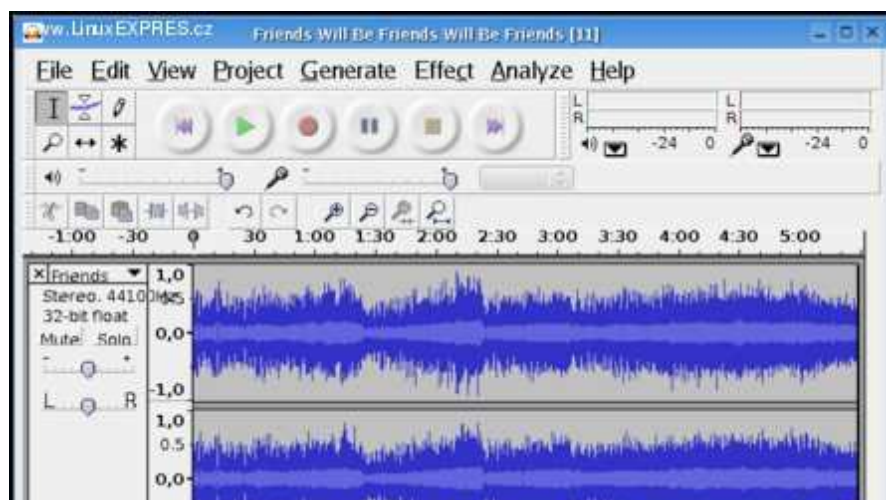 www.LinuxEXPRES.cz Friends Will Be Friends Will Be Friends [11]
File Edit View Project Generate Effect Analyze Help
L
R
L
R
-24 0 -24 0
-1:00 -30 0 30 1:00 1:30 2:00 2:30 3:00 3:30 4:00 4:30 5:00
Friends 1,0
Stereo, 44100Hz 0.5
32-bit float
0,0
Mute Solo
- +
-1,0
L R
1,0
0.5
0,0